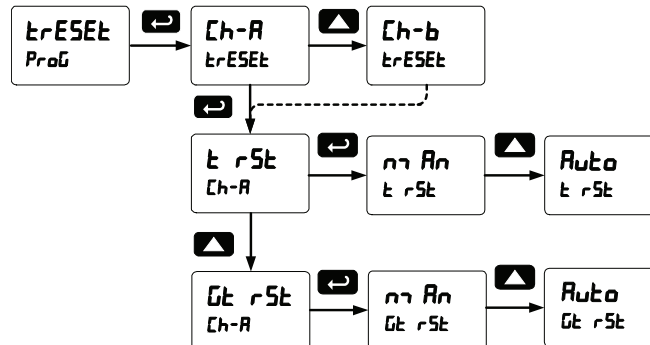 trESEt
ProG
Ch-A
trESEt
Ch-b
trESEt
t rSt
Ch-A
mAn
t rSt
Auto
t rSt
Gt rSt
Ch-A
mAn
Gt rSt
Auto
Gt rSt